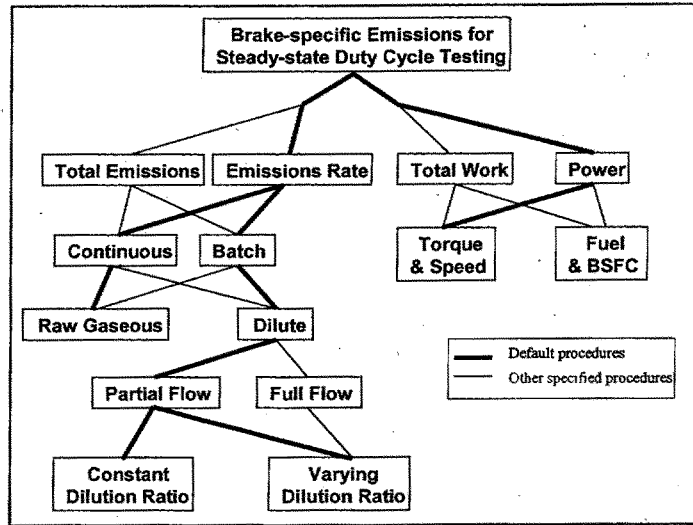 Brake-specific Emissions for
Steady-state Duty Cycle Testing
Total Emissions
Emissions Rate
Total Work
Power
Continuous
Batch
Torque
& Speed
Fuel
& BSFC
Raw Gaseous
Dilute
Default procedures
Other specified procedures
Partial Flow
Full Flow
Constant
Dilution Ratio
Varying
Dilution Ratio